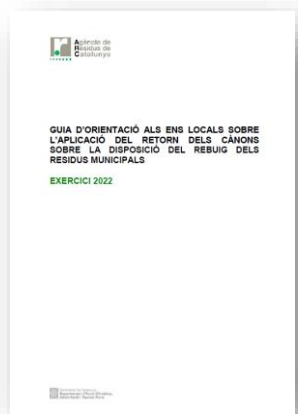 Agència de
Residus de
Catalunya
GUIA D'ORIENTACIÓ ALS ENS LOCALS SOBRE
L'APLICACIÓ DEL RETORN DELS CÀNONS
SOBRE LA DISPOSICIÓ DEL REBUIG DELS
RESIDUS MUNICIPALS
EXERCICI 2022